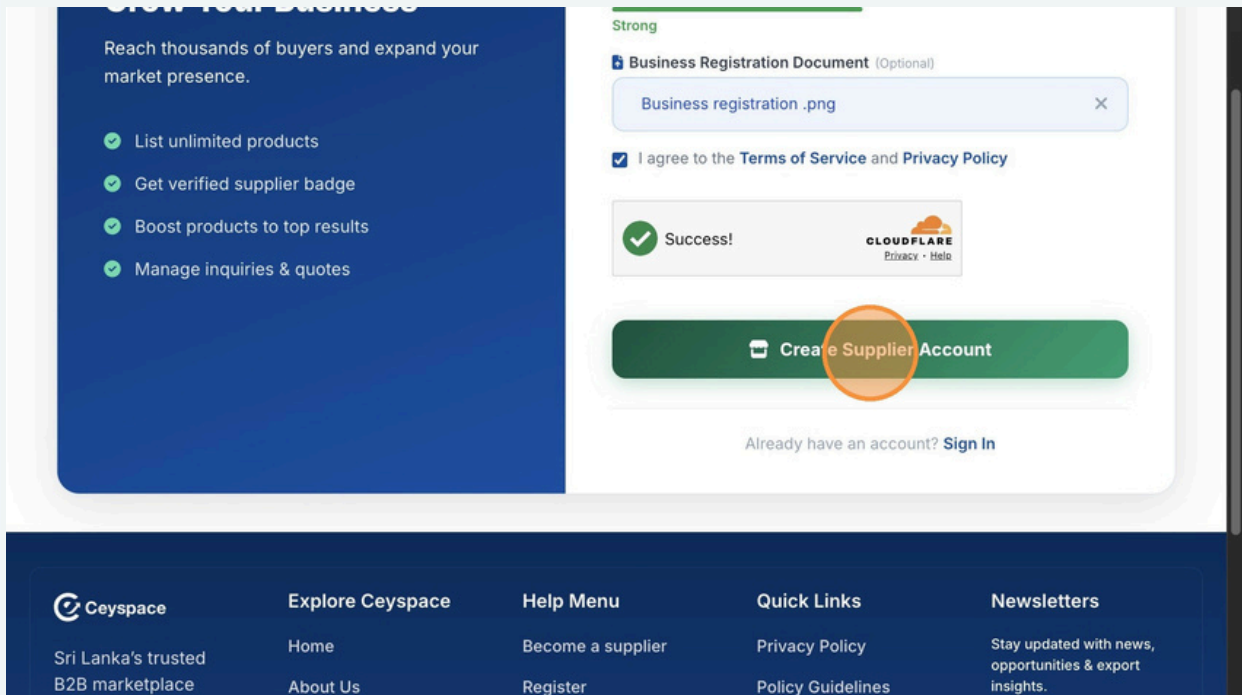 Grow Your Business
Reach thousands of buyers and expand your
market presence.
List unlimited products
Get verified supplier badge
Boost products to top results
Manage inquiries & quotes
Strong
Business Registration Document (Optional)
Business registration .png
I agree to the Terms of Service and Privacy Policy
Success!
CLOUDFLARE
Privacy • Help
Create Supplier Account
Already have an account? Sign In
Ceyspace
Sri Lanka's trusted
B2B marketplace
Explore Ceyspace
Home
About Us
Help Menu
Become a supplier
Register
Quick Links
Privacy Policy
Policy Guidelines
Newsletters
Stay updated with news,
opportunities & export
insights.